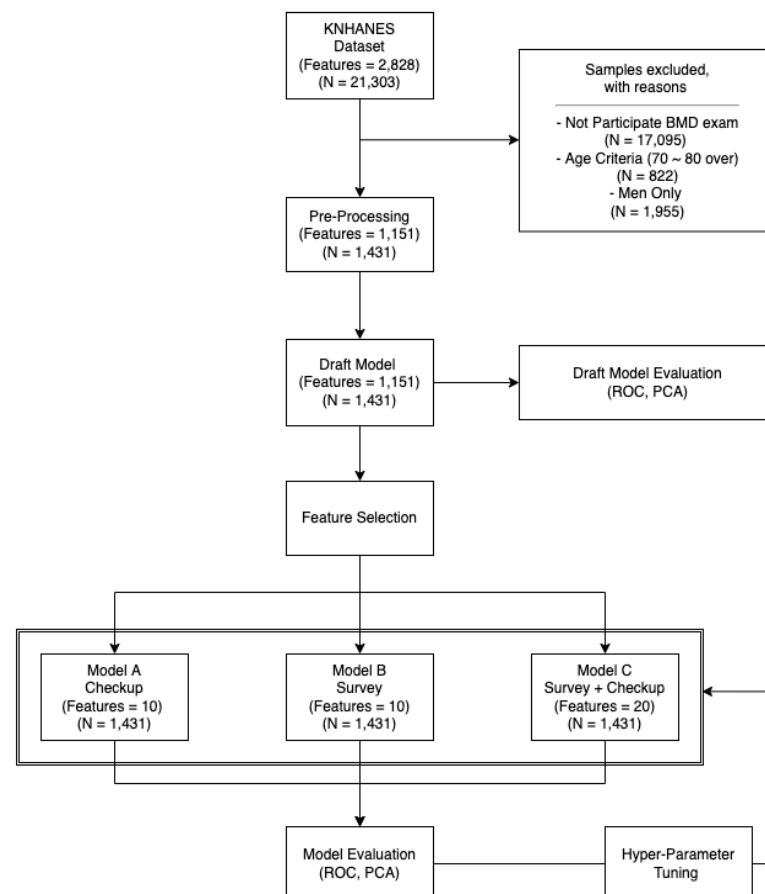 KNHANES
Dataset
(Features = 2,828)
(N = 21,303)
Samples excluded,
with reasons
- Not Participate BMD exam
(N = 17,095)
- Age Criteria (70 ~ 80 over)
(N = 822)
- Men Only
(N = 1,955)
Pre-Processing
(Features = 1,151)
(N = 1,431)
Draft Model
(Features = 1,151)
(N = 1,431)
Draft Model Evaluation
(ROC, PCA)
Feature Selection
Model A
Checkup
(Features = 10)
(N = 1,431)
Model B
Survey
(Features = 10)
(N = 1,431)
Model C
Survey + Checkup
(Features = 20)
(N = 1,431)
Model Evaluation
(ROC, PCA)
Hyper-Parameter
Tuning